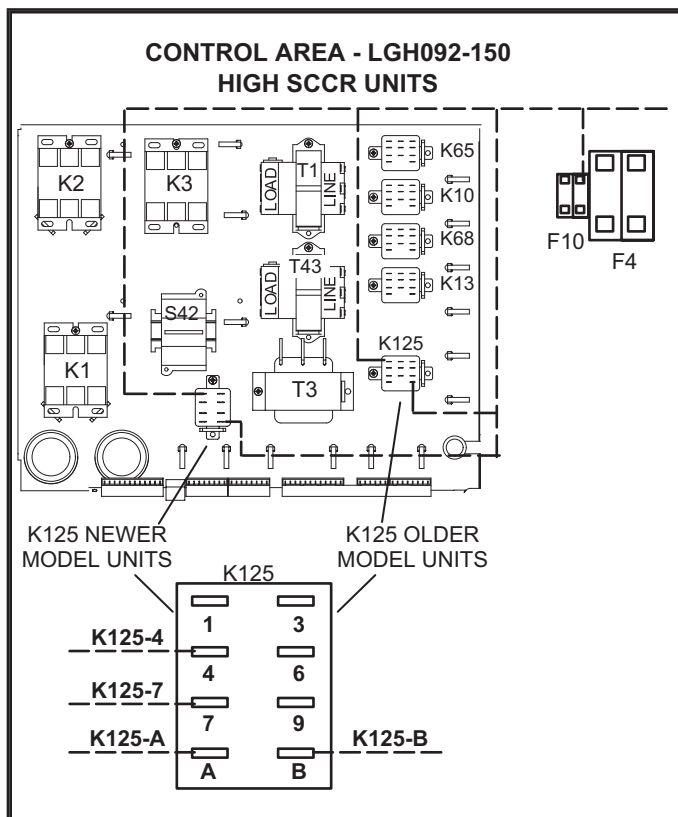 CONTROL AREA - LGH092-150
HIGH SCCR UNITS
K2
K3
LOAD
T1
LINE
K65
K10
K68
K13
F10
F4
LOAD
T43
LINE
S42
K125
K1
T3
K125 NEWER
MODEL UNITS
K125 OLDER
MODEL UNITS
K125
1
3
K125-4
4
6
K125-7
7
9
K125-A
K125-B
A
B